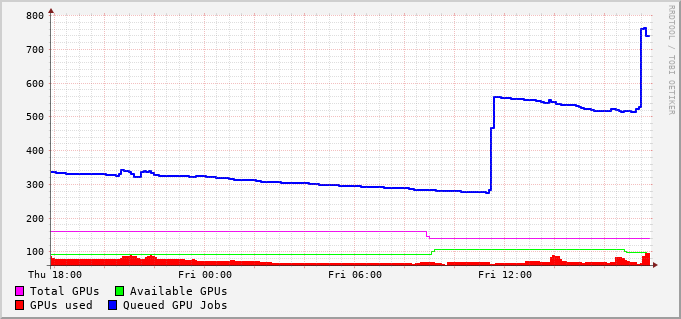 800
700
600
500
400
300
200
100
Thu 18:00 Fri 00:00 Fri 06:00 Fri 12:00
Total GPUs Available GPUs
GPUs used Queued GPU Jobs
RRDTOOL / TOBI OETIKER